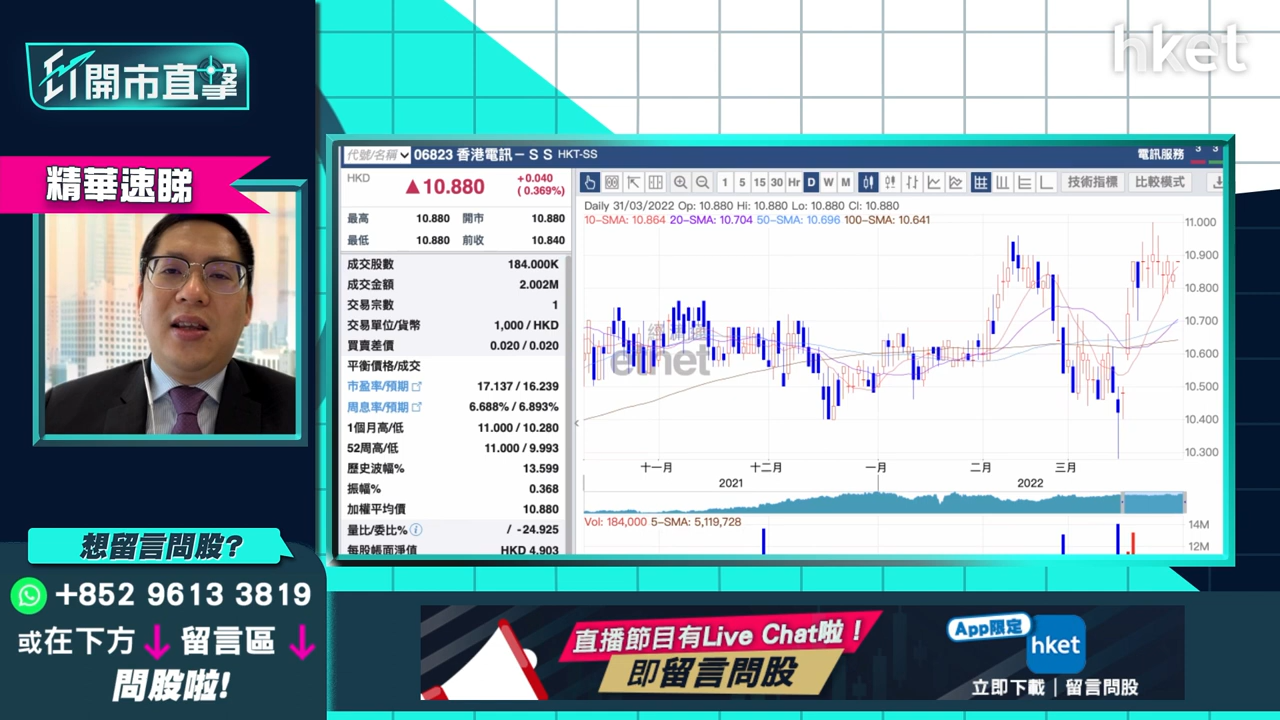 hket
ET開市直擊
精華速睇
代號/名稱 06823 香港電訊－ＳＳ HKT-SS
電訊服務 3 3
HKD
▲10.880
+0.040
(0.369%)
最高 10.880 開市 10.880
最低 10.880 前收 10.840
成交股數 184.000K
成交金額 2.002M
交易宗數 1
交易單位/貨幣 1,000 / HKD
買賣差價 0.020 / 0.020
平衡價格/成交
市盈率/預期 17.137 / 16.239
周息率/預期 6.688% / 6.893%
1個月高/低 11.000 / 10.280
52周高/低 11.000 / 9.993
歷史波幅% 13.599
振幅% 0.368
加權平均價 10.880
量比/委比% / -24.925
每股帳面淨值 HKD 4.903
1 5 15 30 Hr D W M
技術指標 比較模式
Daily 31/03/2022 Op: 10.880 Hi: 10.880 Lo: 10.880 Cl: 10.880
10-SMA: 10.864 20-SMA: 10.704 50-SMA: 10.696 100-SMA: 10.641
11.000
10.900
10.800
10.700
10.600
10.500
10.400
10.300
etnet
十一月 十二月 一月 二月 三月
2021 2022
Vol: 184,000 5-SMA: 5,119,728
14M
12M
想留言問股?
+852 9613 3819
或在下方↓留言區↓
問股啦!
直播節目有Live Chat啦！
即留言問股
App限定
hket
立即下載｜留言問股